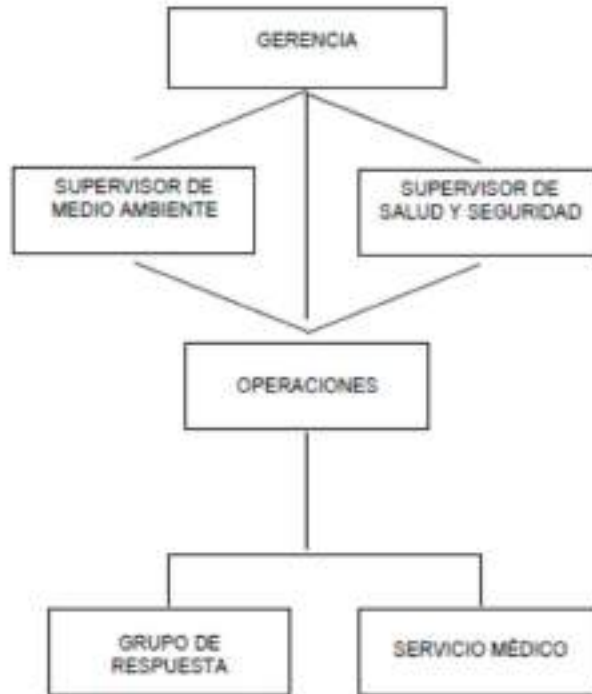 GERENCIA
SUPERVISOR DE
MEDIO AMBIENTE
SUPERVISOR DE
SALUD Y SEGURIDAD
OPERACIONES
GRUPO DE
RESPUESTA
SERVICIO MÉDICO